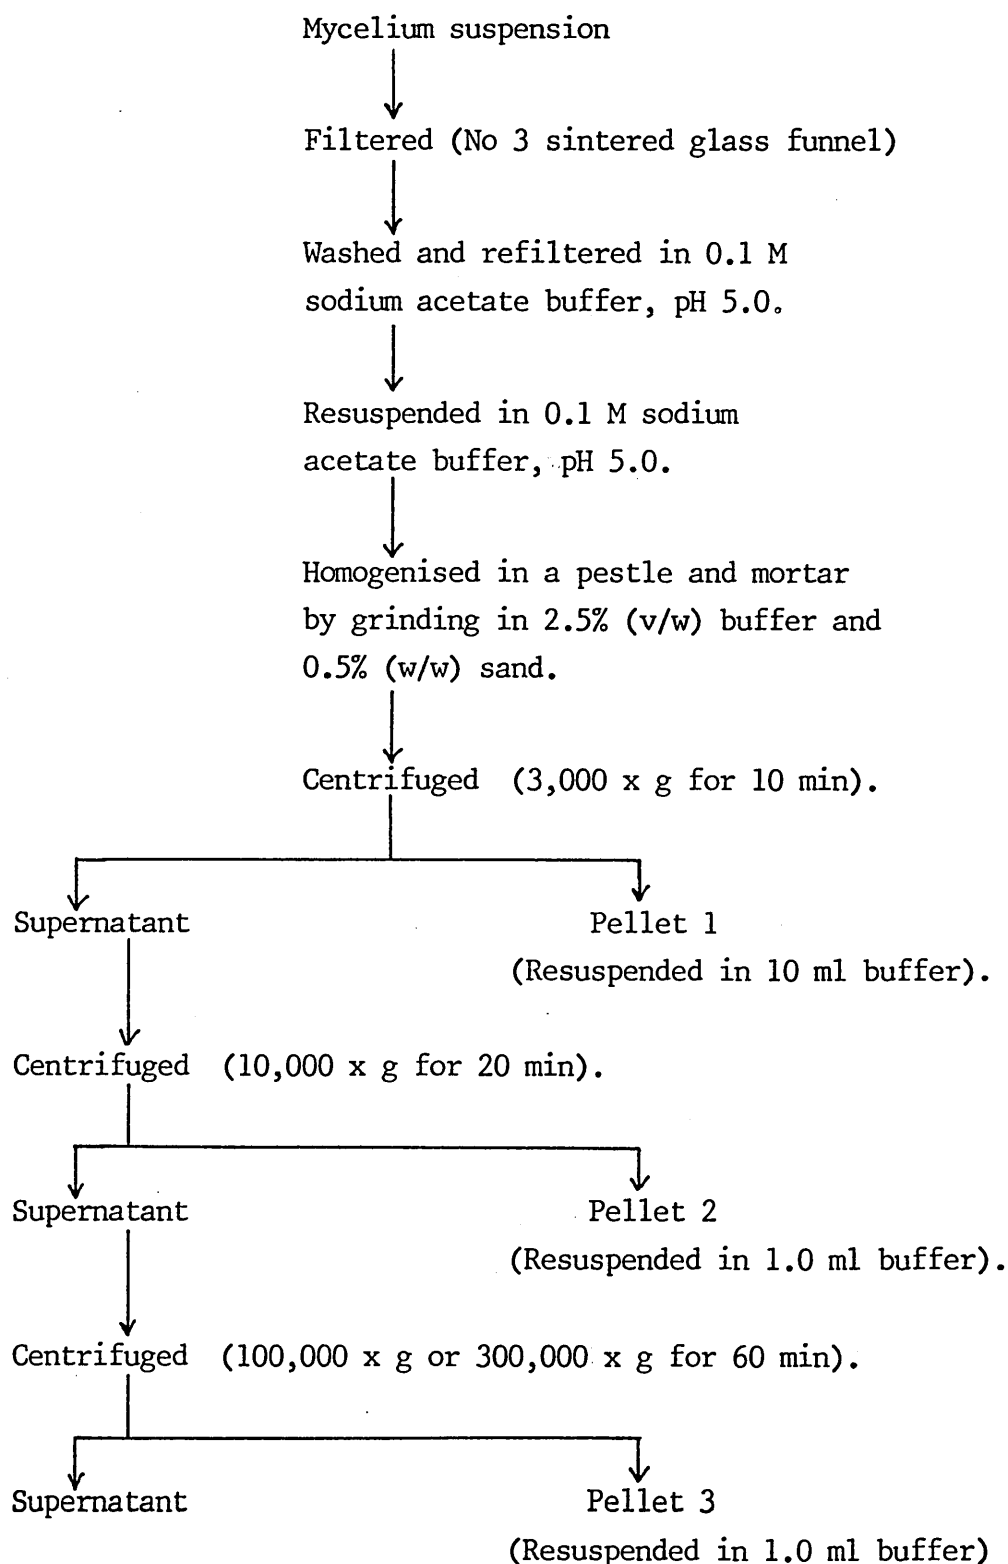 Mycelium suspension
Filtered (No 3 sintered glass funnel)
Washed and refiltered in 0.1 M
sodium acetate buffer, pH 5.0.
Resuspended in 0.1 M sodium
acetate buffer, pH 5.0.
Homogenised in a pestle and mortar
by grinding in 2.5% (v/w) buffer and
0.5% (w/w) sand.
Centrifuged (3,000 x g for 10 min).
Supernatant
Pellet 1
(Resuspended in 10 ml buffer).
Centrifuged (10,000 x g for 20 min).
Supernatant
Pellet 2
(Resuspended in 1.0 ml buffer).
Centrifuged (100,000 x g or 300,000 x g for 60 min).
Supernatant
Pellet 3
(Resuspended in 1.0 ml buffer)